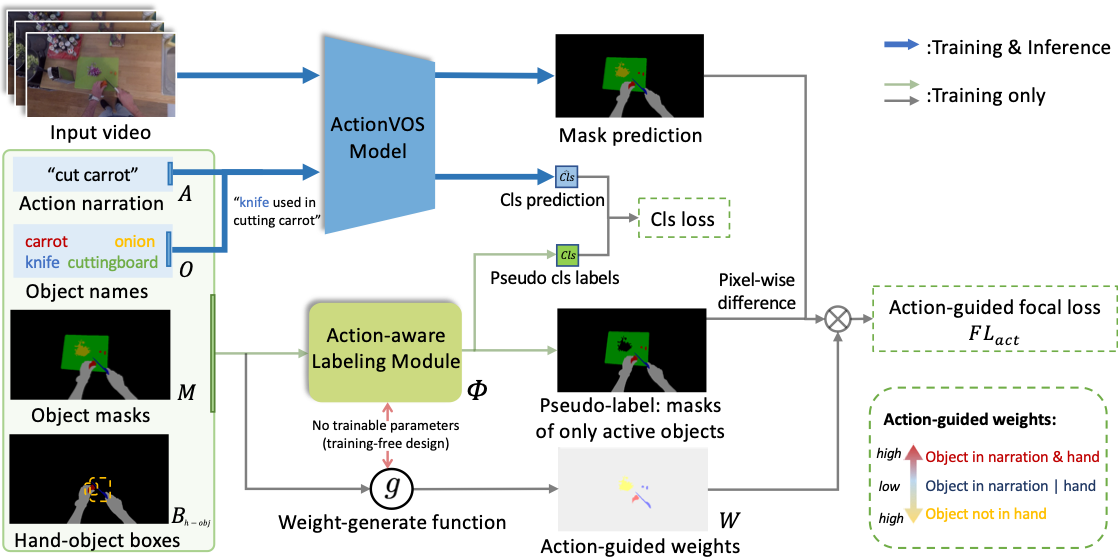 Input video
"cut carrot"
Action narration
A
carrot
onion
knife
cuttingboard
O
Object names
Object masks
M
Hand-object boxes
B h-obj
ActionVOS
Model
"knife used in
cutting carrot"
Mask prediction
Cls
Cls prediction
Cls loss
Cls
Pseudo cls labels
Action-aware
Labeling Module
Φ
No trainable parameters
(training-free design)
g
Weight-generate function
Pseudo-label: masks
of only active objects
W
Action-guided weights
Pixel-wise
difference
:Training & Inference
:Training only
Action-guided focal loss
FL act
Action-guided weights:
high
Object in narration & hand
low
Object in narration | hand
high
Object not in hand